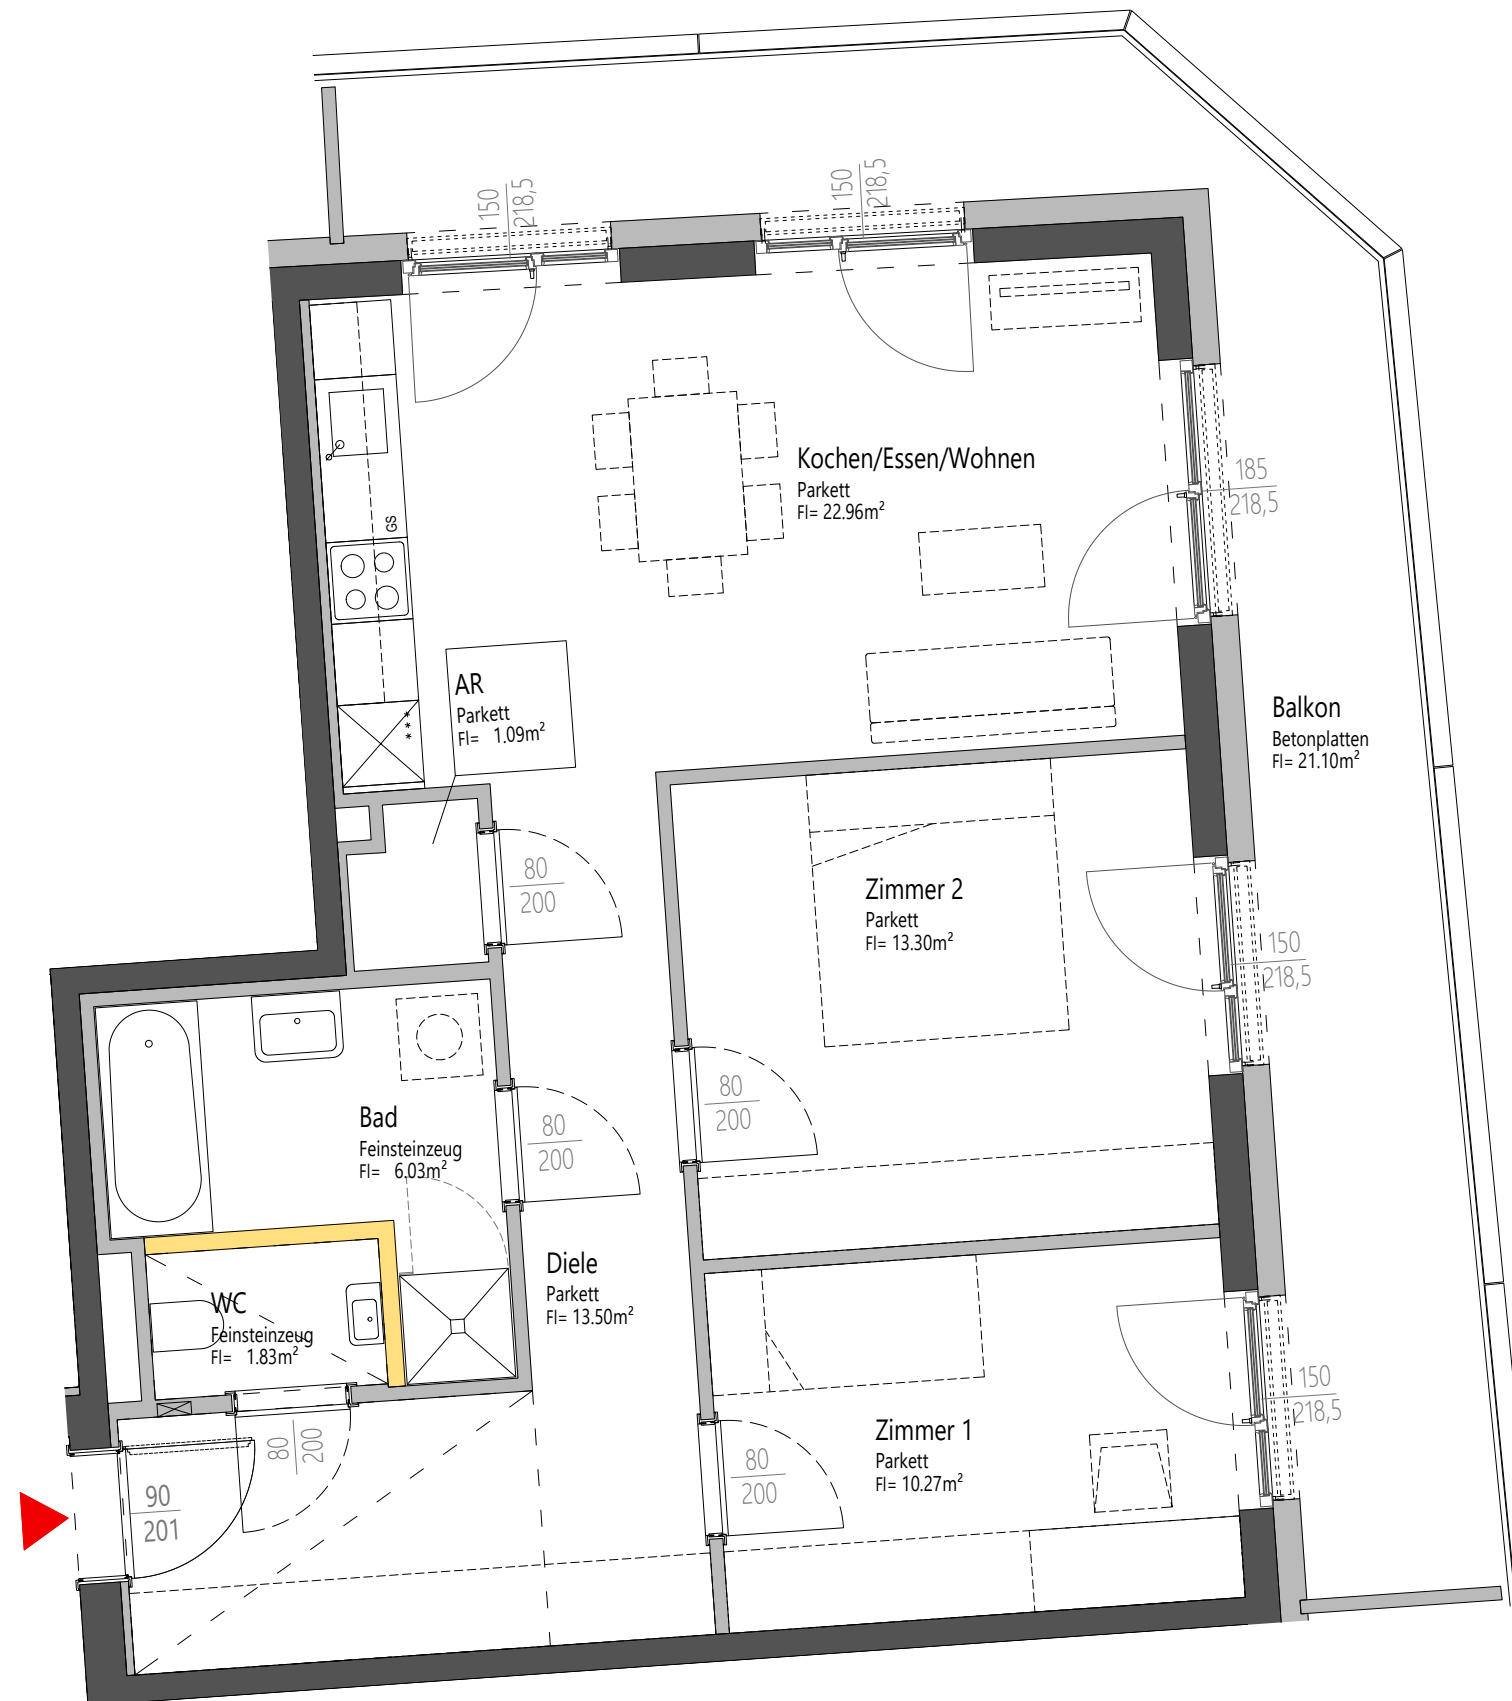 150
218,5
150
218,5
Kochen/Essen/Wohnen
Parkett
Fl= 22.96m²
185
218,5
GS
AR
Parkett
Fl= 1.09m²
***
Balkon
Betonplatten
Fl= 21.10m²
80
200
Zimmer 2
Parkett
Fl= 13.30m²
150
218,5
80
200
Bad
Feinsteinzeug
Fl= 6.03m²
80
200
Diele
Parkett
Fl= 13.50m²
WC
Feinsteinzeug
Fl= 1.83m²
150
218,5
Zimmer 1
Parkett
Fl= 10.27m²
80
200
80
200
90
201